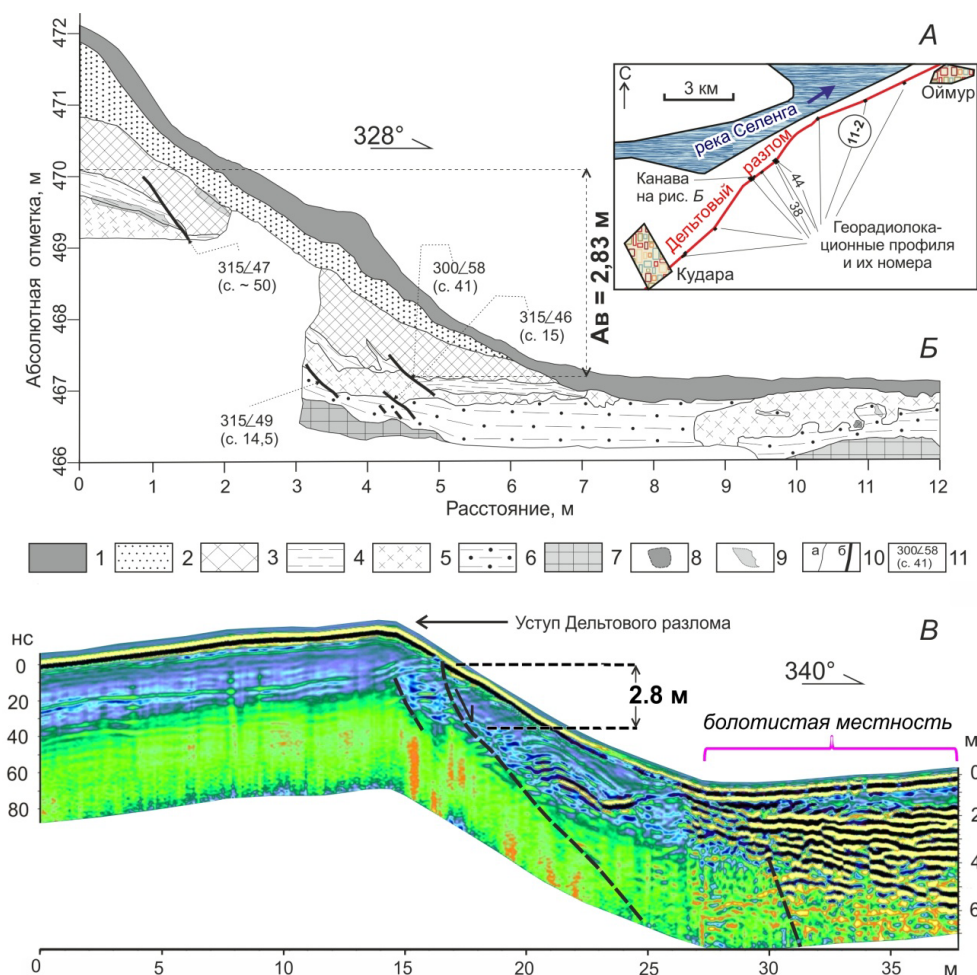 472
471
470
469
468
467
466
Абсолютная отметка, м
328°
315∠47
(с. ~ 50)
300∠58
(с. 41)
315∠46
(с. 15)
315∠49
(с. 14,5)
Ав = 2,83 м
А
С
3 км
река Селенга
Оймур
11-2
разлом
Дельтовый
Канава
на рис. Б
44
38
Георадиолока-
ционные профиля
и их номера
Кудара
Б
0 1 2 3 4 5 6 7 8 9 10 11 12
Расстояние, м
1 2 3 4 5 6 7 8 9 а б 10 300∠58 (с. 41) 11
В
Уступ Дельтового разлома
нс
0
20
40
60
80
2.8 м
340°
болотистая местность
м
0
2
4
6
0 5 10 15 20 25 30 35 м